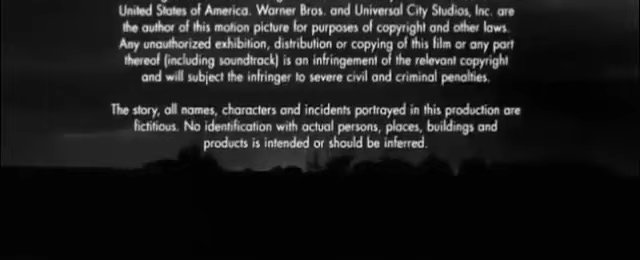 United States of America. Warner Bros. and Universal City Studios, Inc. are
the author of this motion picture for purposes of copyright and other laws.
Any unauthorized exhibition, distribution or copying of this film or any part
thereof (including soundtrack) is an infringement of the relevant copyright
and will subject the infringer to severe civil and criminal penalties.
The story, all names, characters and incidents portrayed in this production are
fictitious. No identification with actual persons, places, buildings and
products is intended or should be inferred.